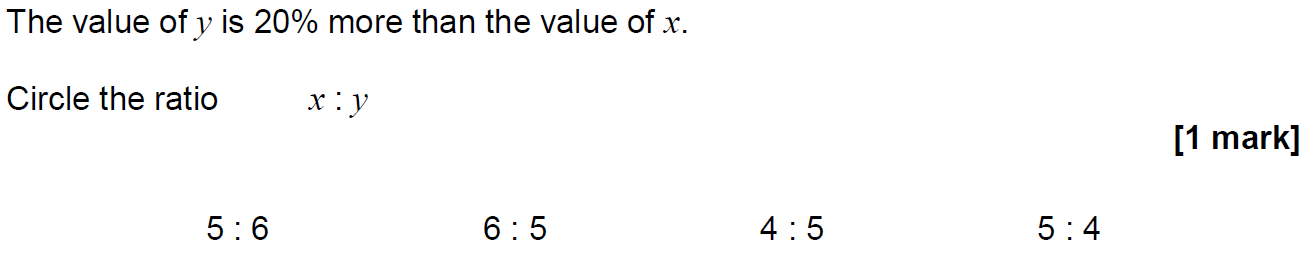 The value of y is 20% more than the value of x.
Circle the ratio x : y
[1 mark]
5 : 6 6 : 5 4 : 5 5 : 4